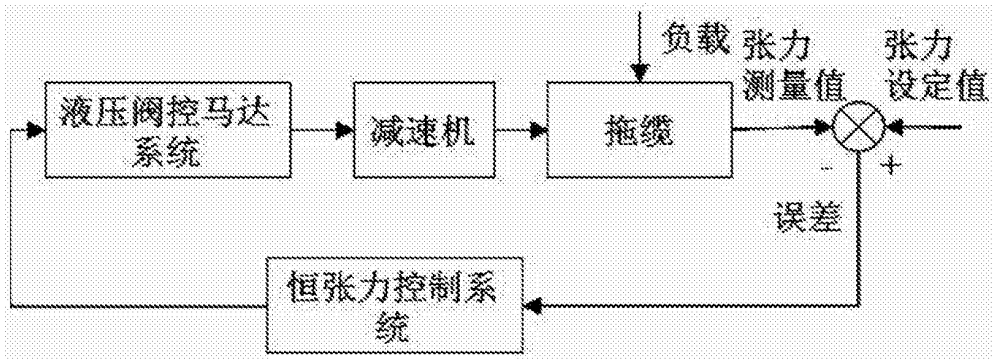 负载
张力
测量值
张力
设定值
液压阀控马达
系统
减速机
拖缆
-
+
误差
恒张力控制系
统